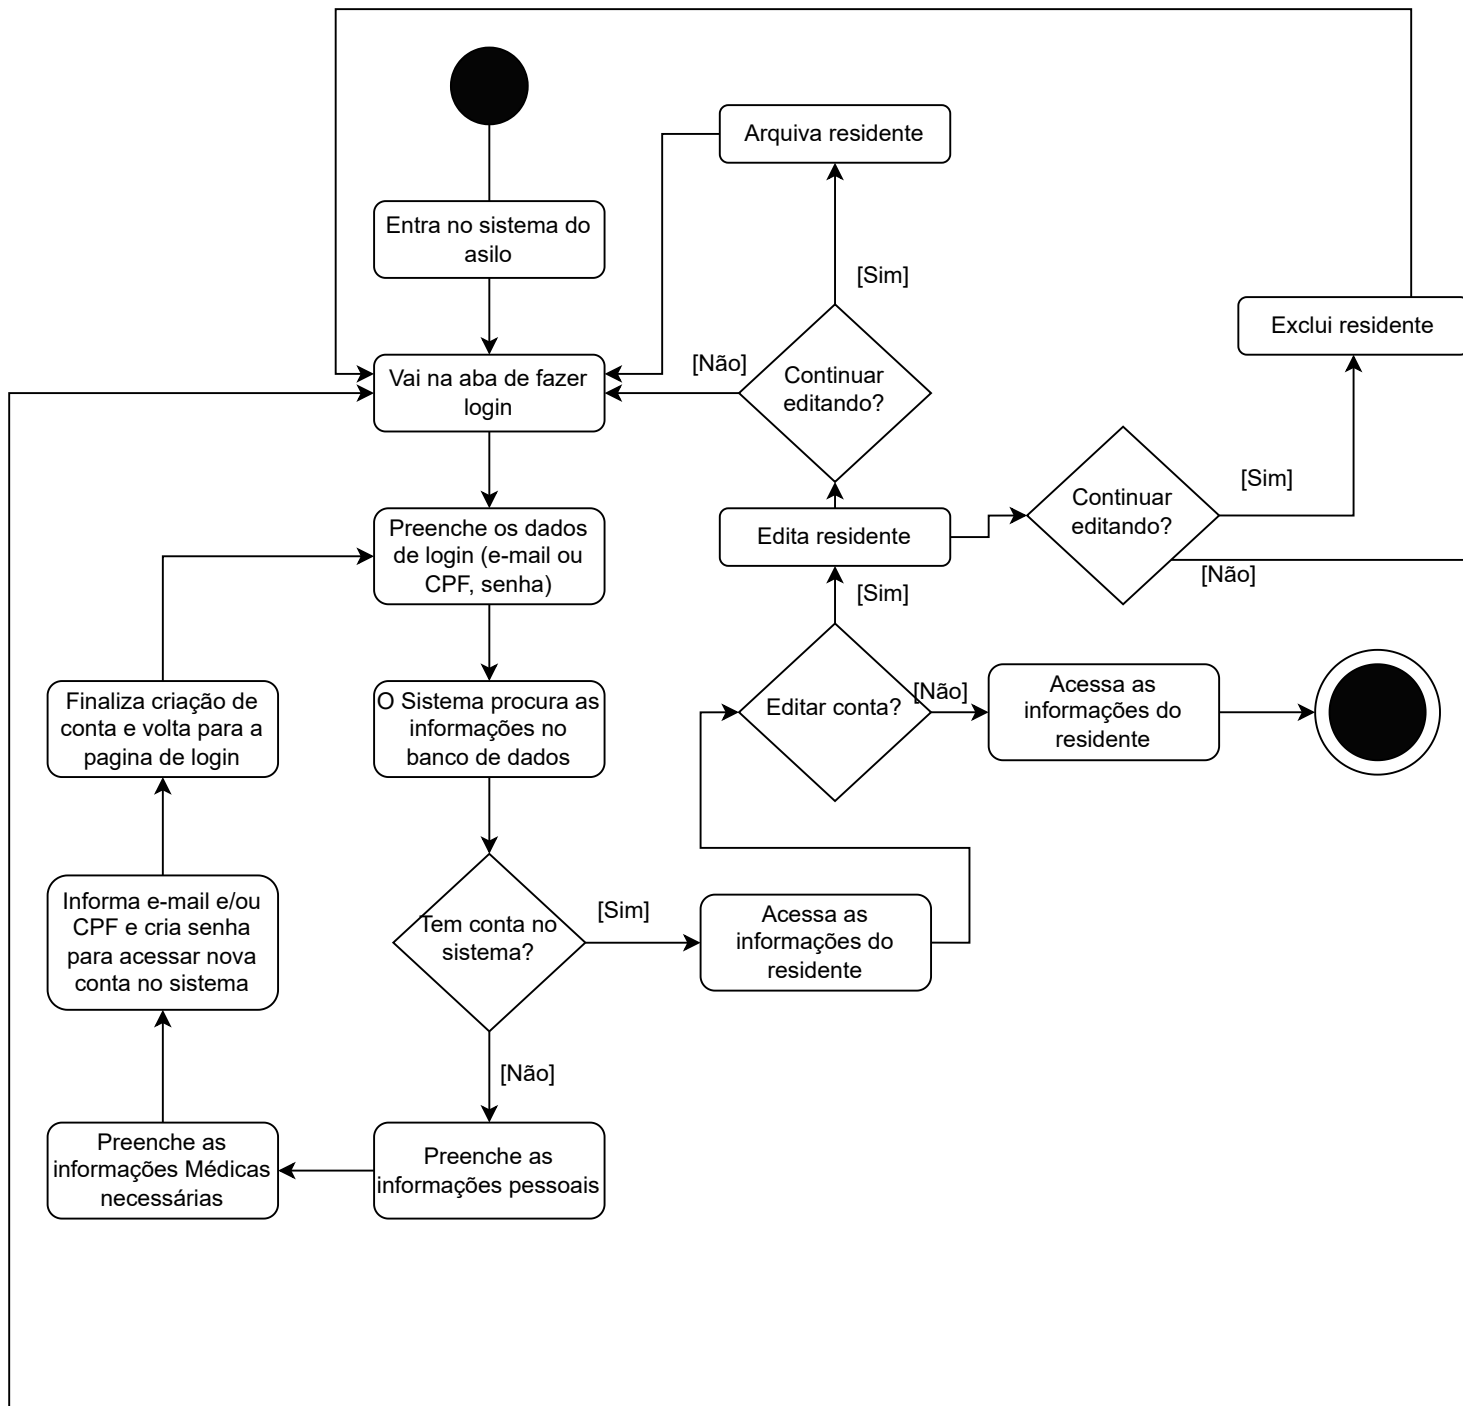 Arquiva residente
Entra no sistema do
asilo
[Sim]
Exclui residente
Vai na aba de fazer
login
[Não]
Continuar
editando?
[Sim]
Continuar
editando?
Preenche os dados
de login (e-mail ou
CPF, senha)
Edita residente
[Não]
[Sim]
Finaliza criação de
conta e volta para a
pagina de login
O Sistema procura as
informações no
banco de dados
Editar conta?
[Não]
Acessa as
informações do
residente
Informa e-mail e/ou
CPF e cria senha
para acessar nova
conta no sistema
Tem conta no
sistema?
[Sim]
Acessa as
informações do
residente
[Não]
Preenche as
informações Médicas
necessárias
Preenche as
informações pessoais